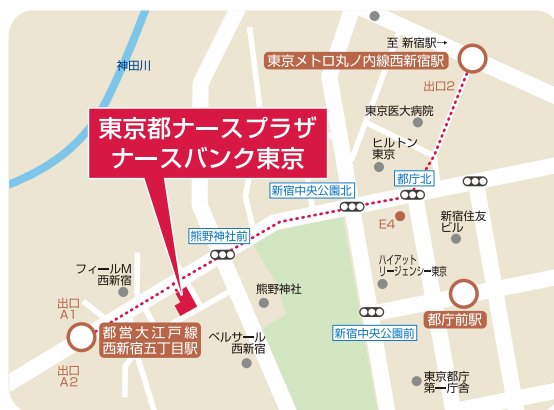 至 新宿駅→
東京メトロ丸ノ内線西新宿駅
出口2
神田川
東京医大病院
東京都ナースプラザ
ナースバンク東京
ヒルトン
東京
都庁北
新宿中央公園北
E4
新宿住友
ビル
熊野神社前
フィールM
西新宿
ハイアット
リージェンシー東京
熊野神社
出口
A1
都営大江戸線
西新宿五丁目駅
都庁前駅
新宿中央公園前
ベルサール
西新宿
出口
A2
東京都庁
第一庁舎